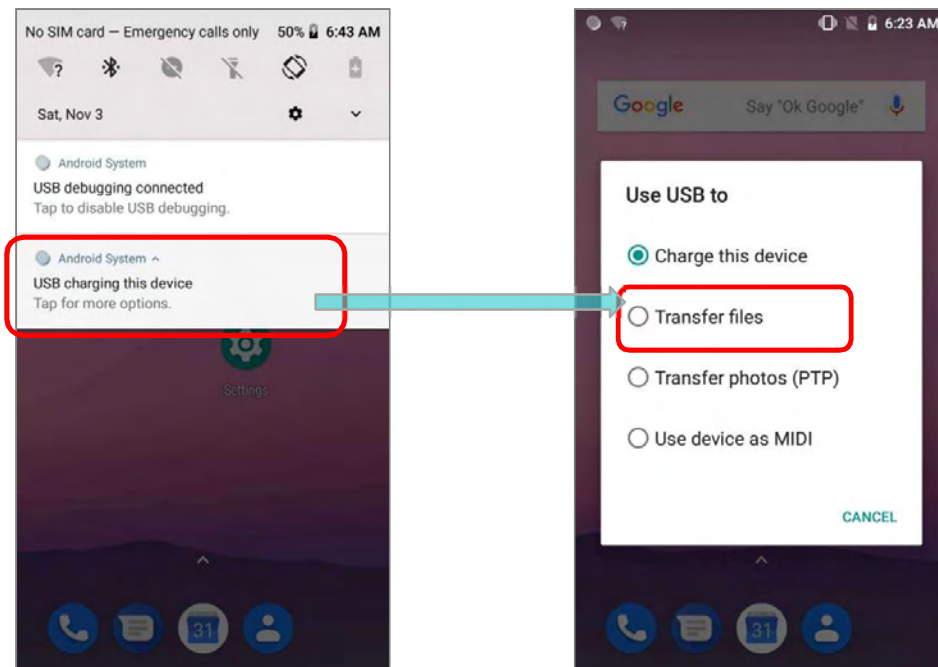 No SIM card — Emergency calls only 50% 6:43 AM
?
Sat, Nov 3
Android System
USB debugging connected
Tap to disable USB debugging.
Android System
USB charging this device
Tap for more options.
Settings
31
? 6:23 AM
Google Say "Ok Google"
Use USB to
Charge this device
Transfer files
Transfer photos (PTP)
Use device as MIDI
CANCEL
31